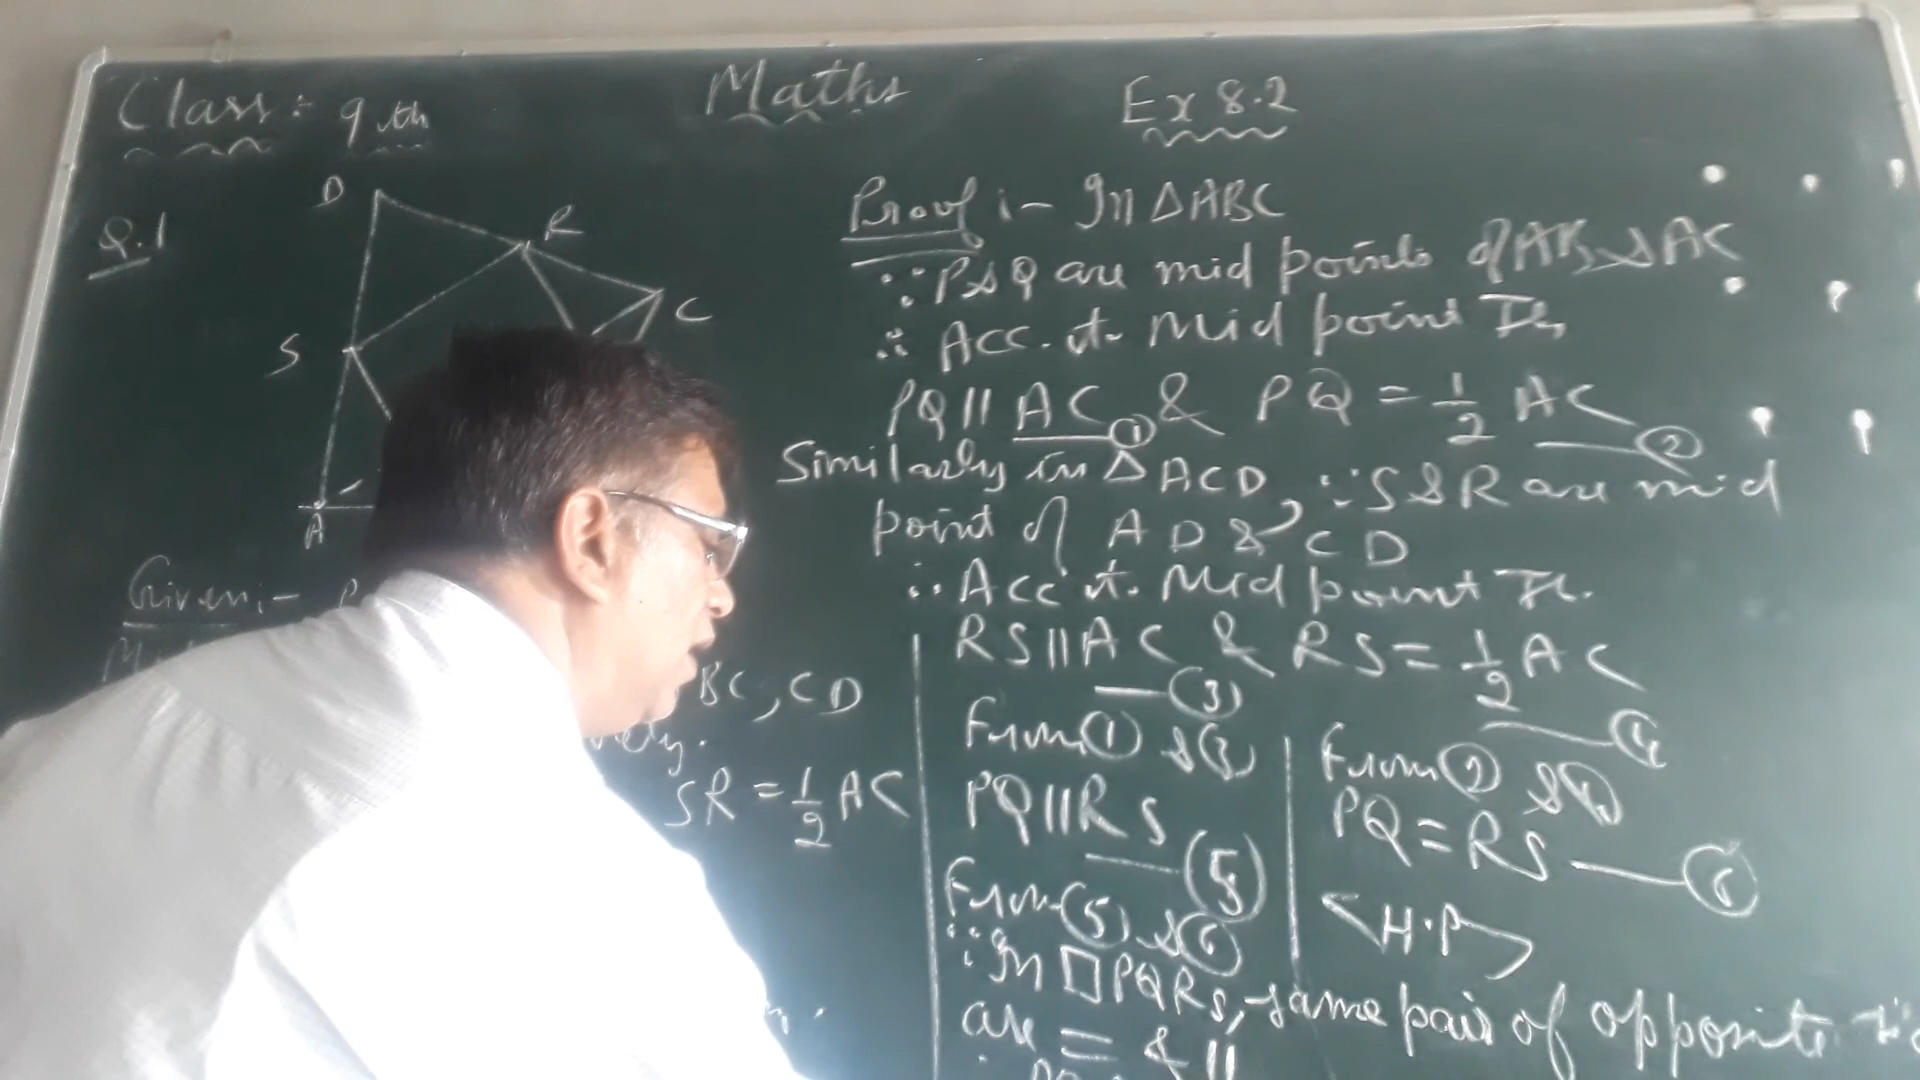 Class :- 9th
Maths
Ex 8.2
Q.1
D
R
C
S
A
Given :-
BC, CD
SR = 1/2 AC
Proof :- In △ABC
∵ P & Q are mid points of AB & AC
∴ Acc. to Mid point Th
PQ || AC ① & PQ = 1/2 AC ②
Similarly in △ ACD, ∵ S & R are mid
point of AD & CD
∴ Acc to Mid point Th.
RS || AC & RS = 1/2 AC
③ ④
From ① & ③
PQ || RS
⑤
From ② & ④
PQ = RS — ⑥
<H.P>
From ⑤ & ⑥
∵ In □ PQRS, same pair of opposite
are = & ||